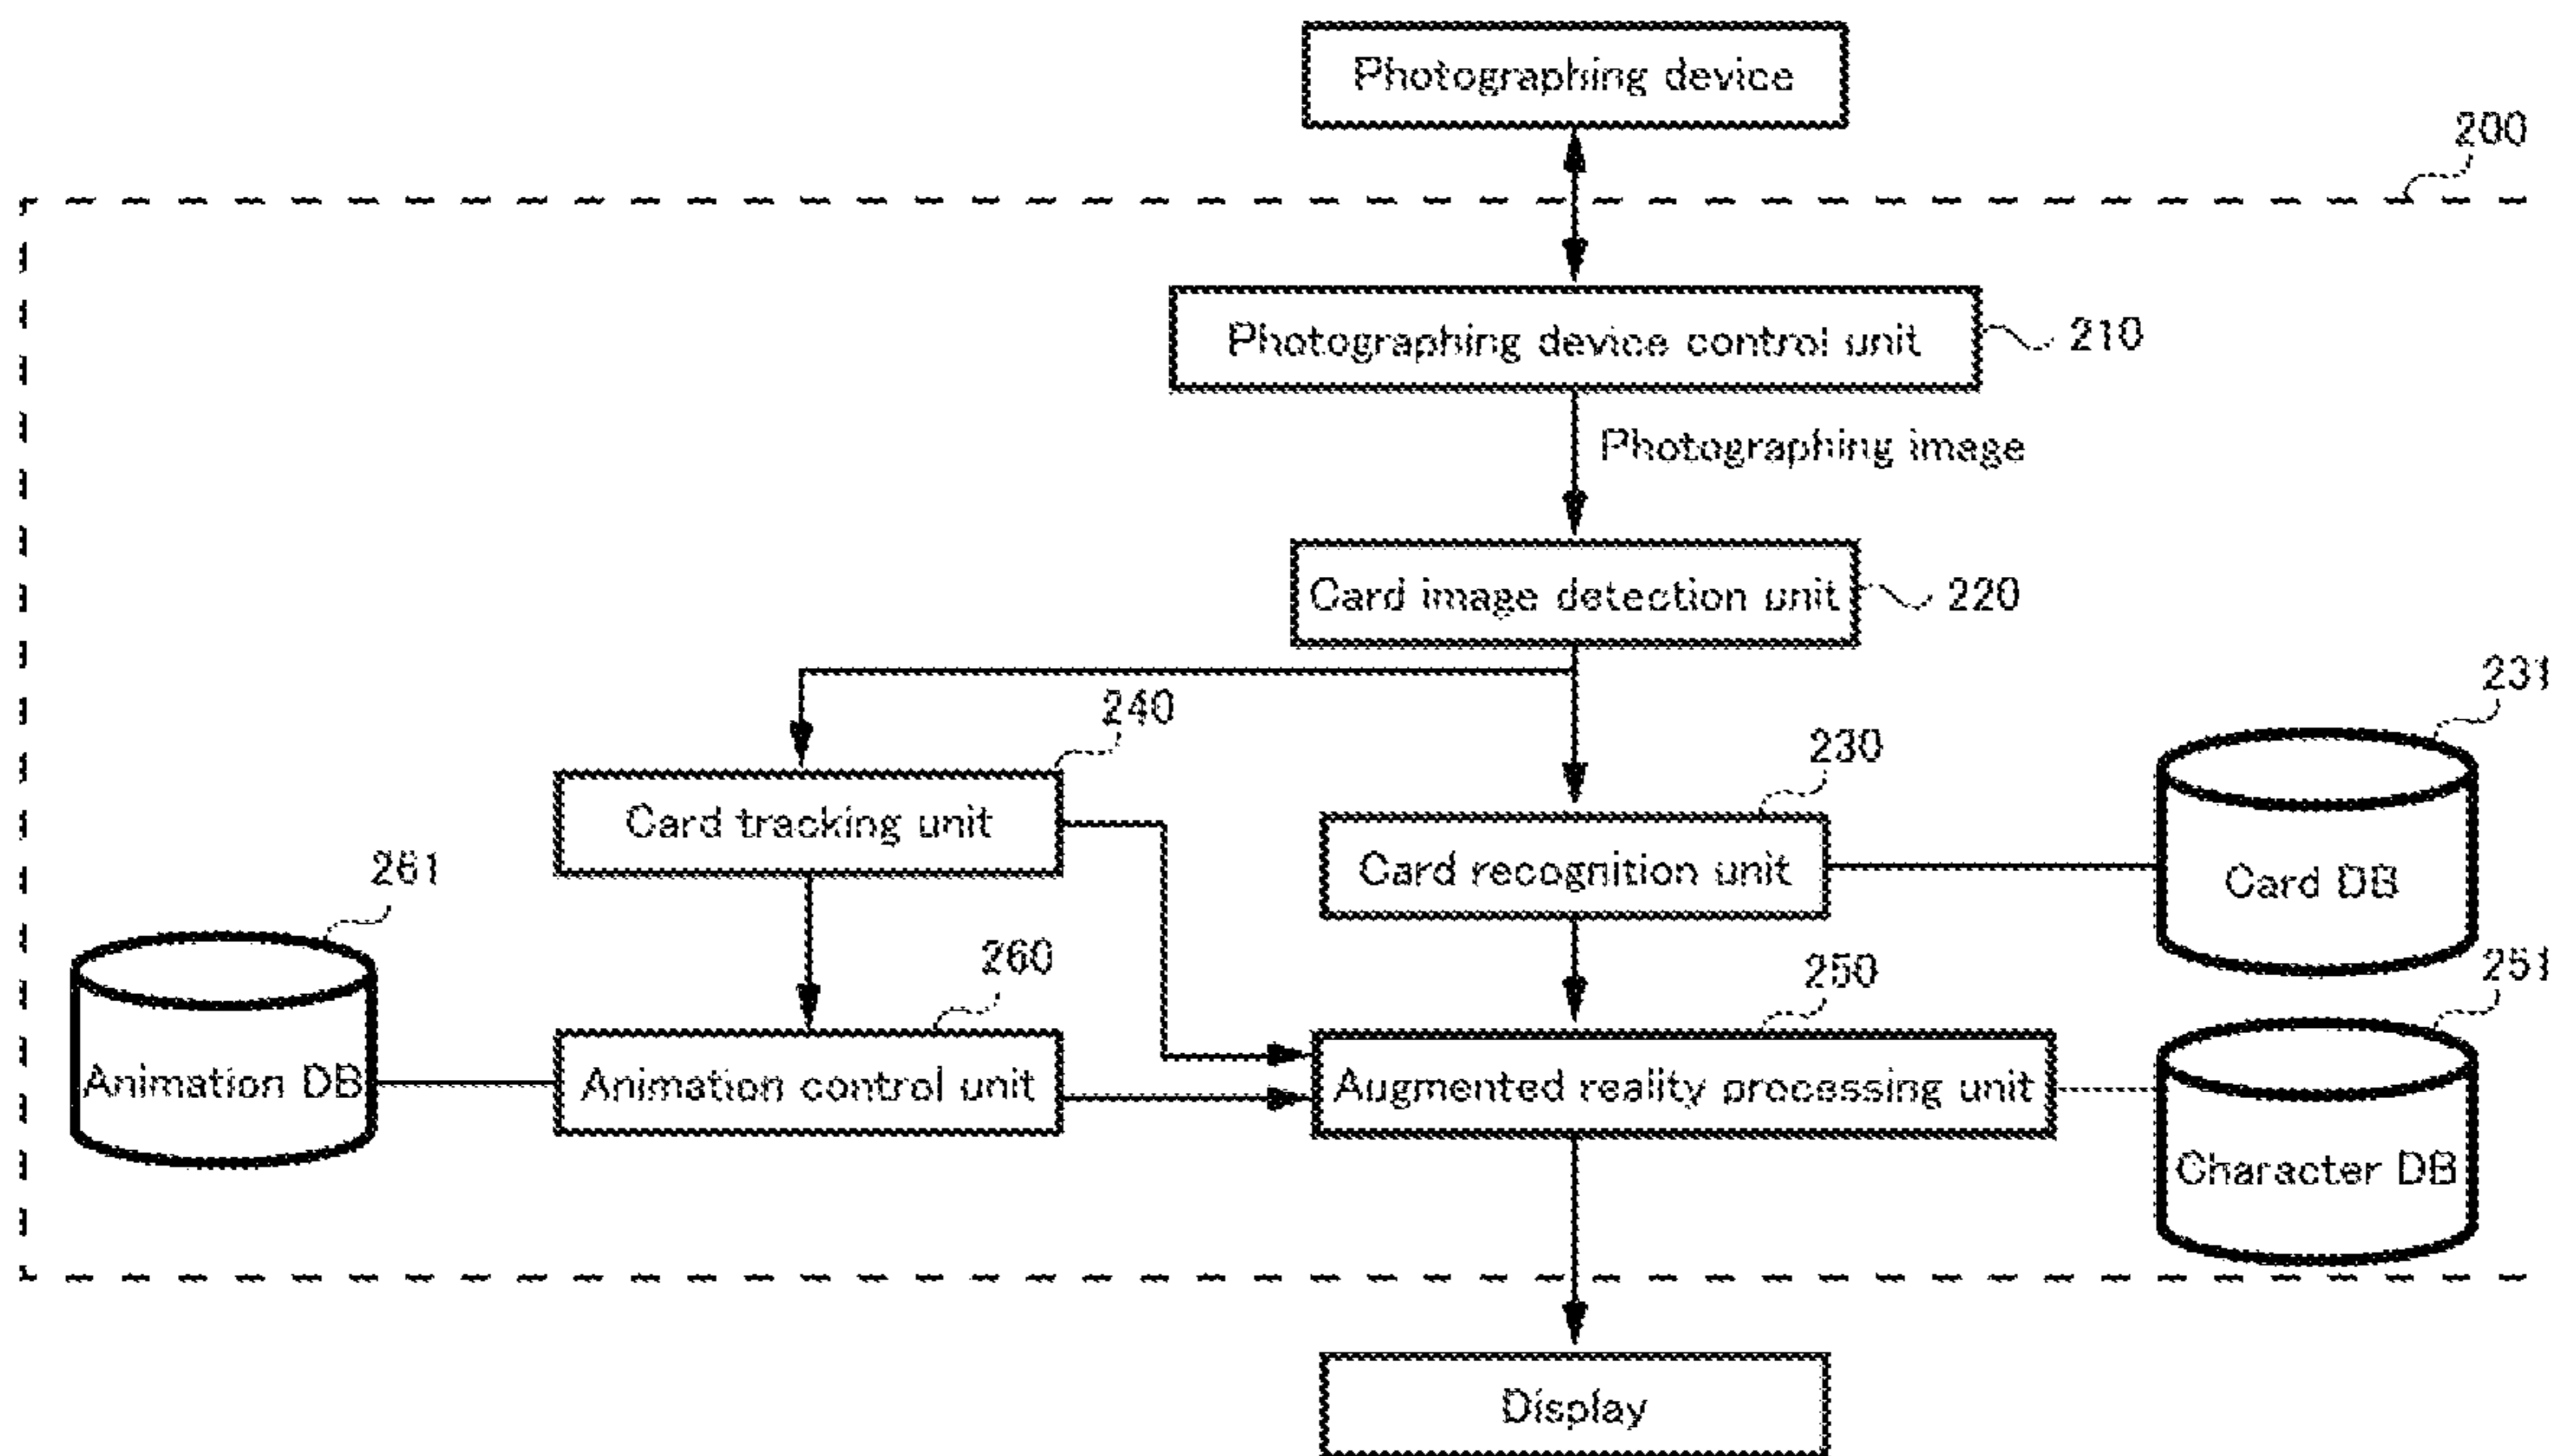 Photographing device
200
Photographing device control unit
210
Photographing image
Card image detection unit
220
231
240
230
Card tracking unit
Card recognition unit
Card DB
261
260
250
251
Animation DB
Animation control unit
Augmented reality processing unit
Character DB
Display